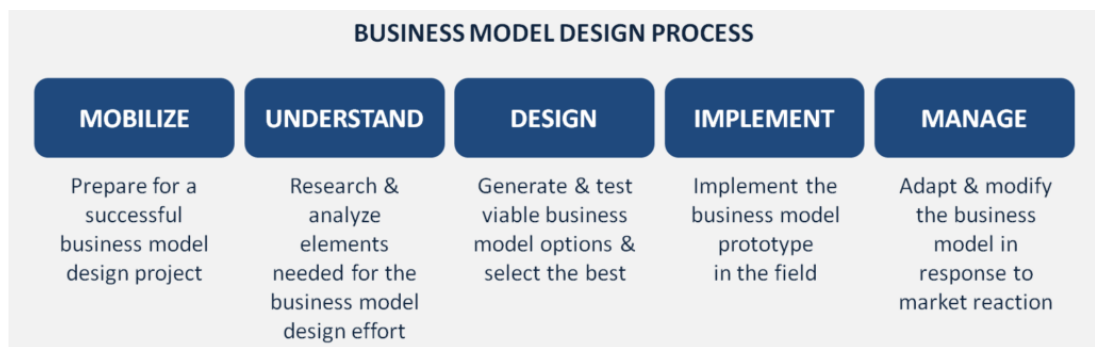 BUSINESS MODEL DESIGN PROCESS
MOBILIZE
Prepare for a
successful
business model
design project
UNDERSTAND
Research &
analyze
elements
needed for the
business model
design effort
DESIGN
Generate & test
viable business
model options &
select the best
IMPLEMENT
Implement the
business model
prototype
in the field
MANAGE
Adapt & modify
the business
model in
response to
market reaction